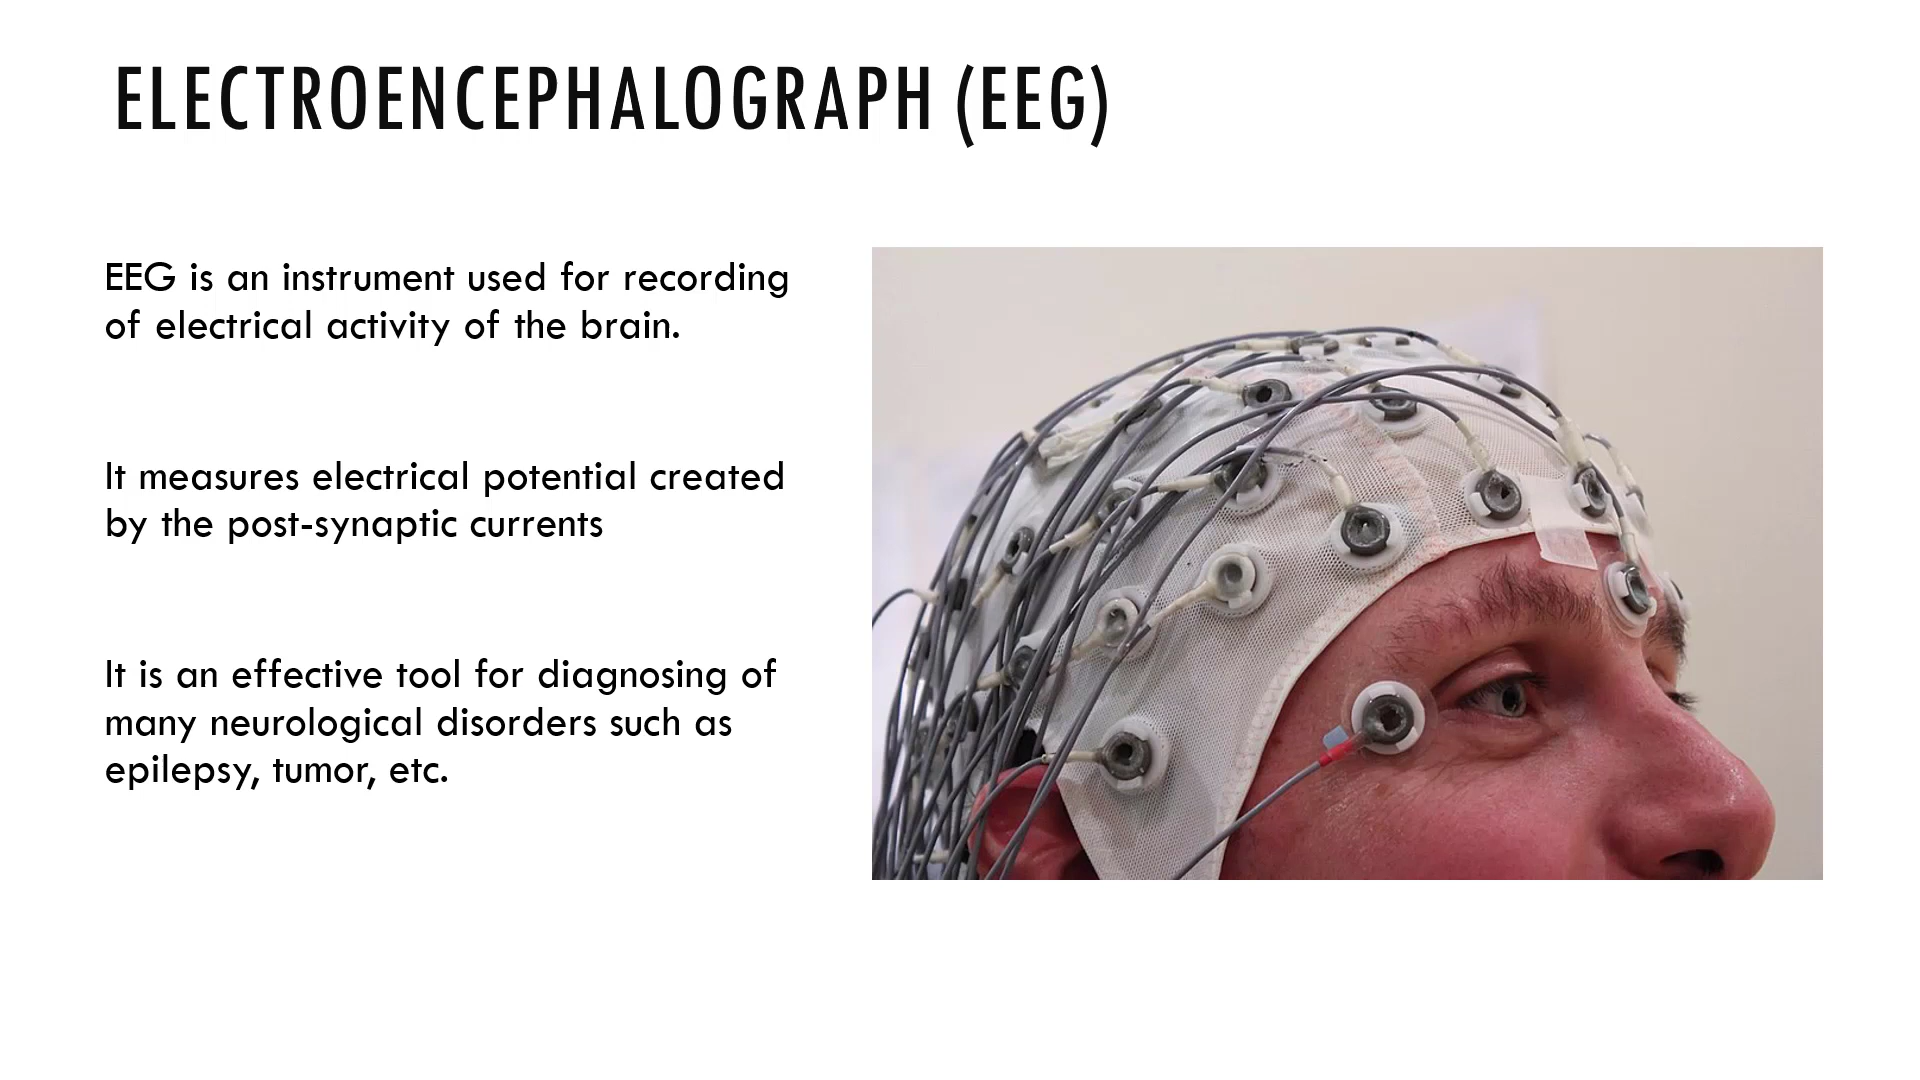 ELECTROENCEPHALOGRAPH (EEG)
EEG is an instrument used for recording
of electrical activity of the brain.
It measures electrical potential created
by the post-synaptic currents
It is an effective tool for diagnosing of
many neurological disorders such as
epilepsy, tumor, etc.